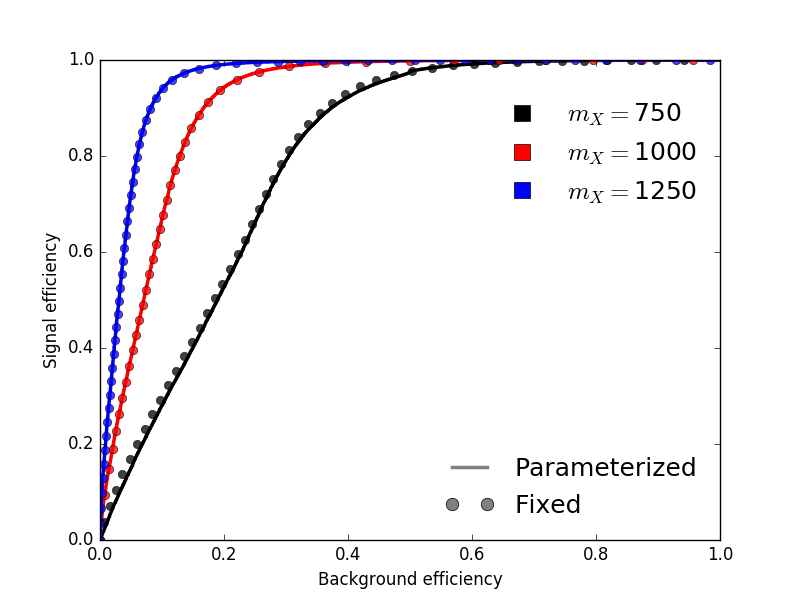 1.0
0.8
0.6
0.4
0.2
0.0
Signal efficiency
m_X = 750
m_X = 1000
m_X = 1250
Parameterized
Fixed
0.0 0.2 0.4 0.6 0.8 1.0
Background efficiency